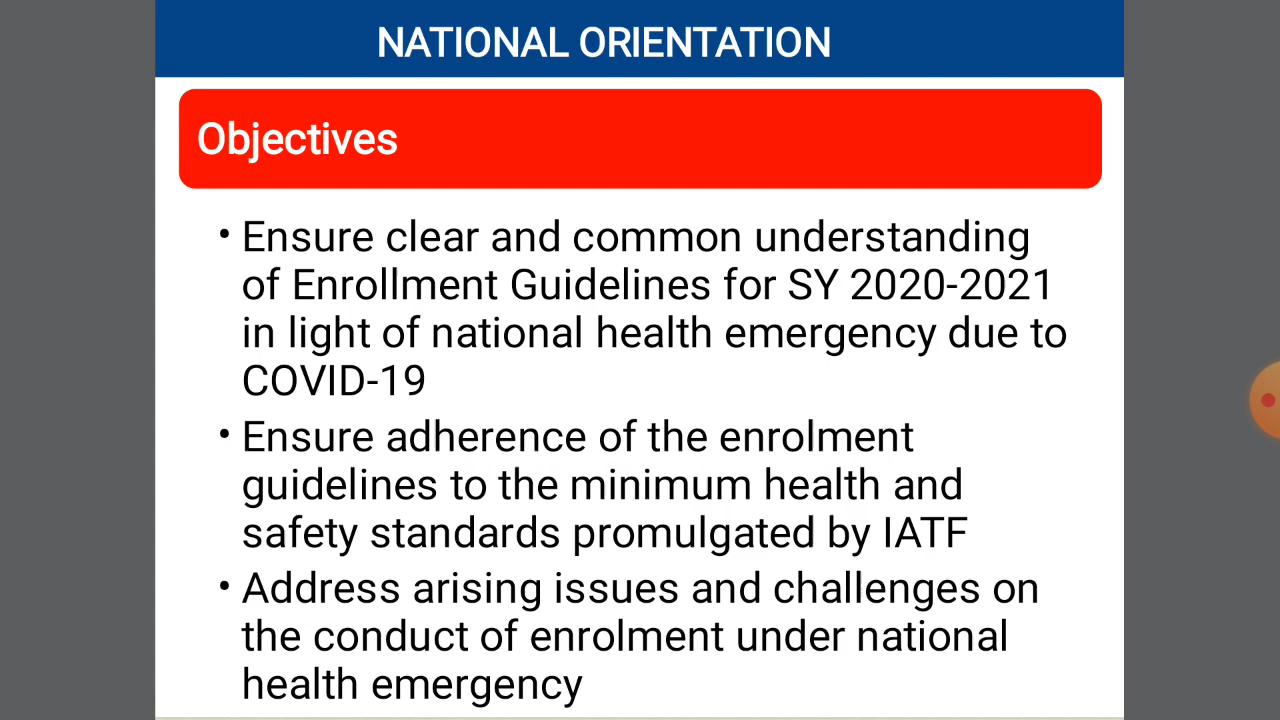 NATIONAL ORIENTATION
Objectives
• Ensure clear and common understanding
of Enrollment Guidelines for SY 2020-2021
in light of national health emergency due to
COVID-19
• Ensure adherence of the enrolment
guidelines to the minimum health and
safety standards promulgated by IATF
• Address arising issues and challenges on
the conduct of enrolment under national
health emergency